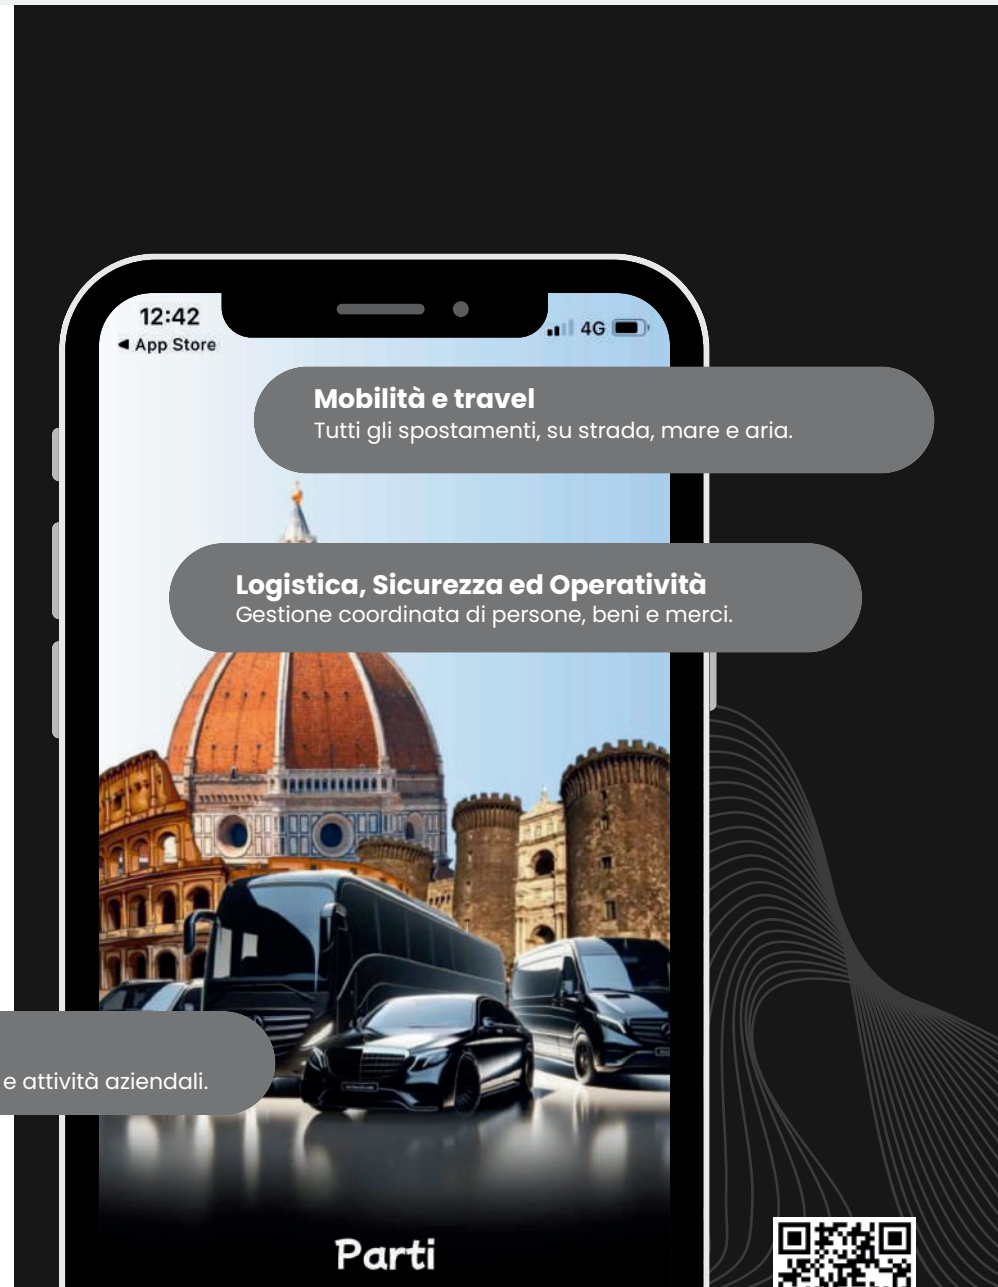 12:42
4G
◀ App Store
Mobilità e travel
Tutti gli spostamenti, su strada, mare e aria.
Logistica, Sicurezza ed Operatività
Gestione coordinata di persone, beni e merci.
e attività aziendali.
Parti